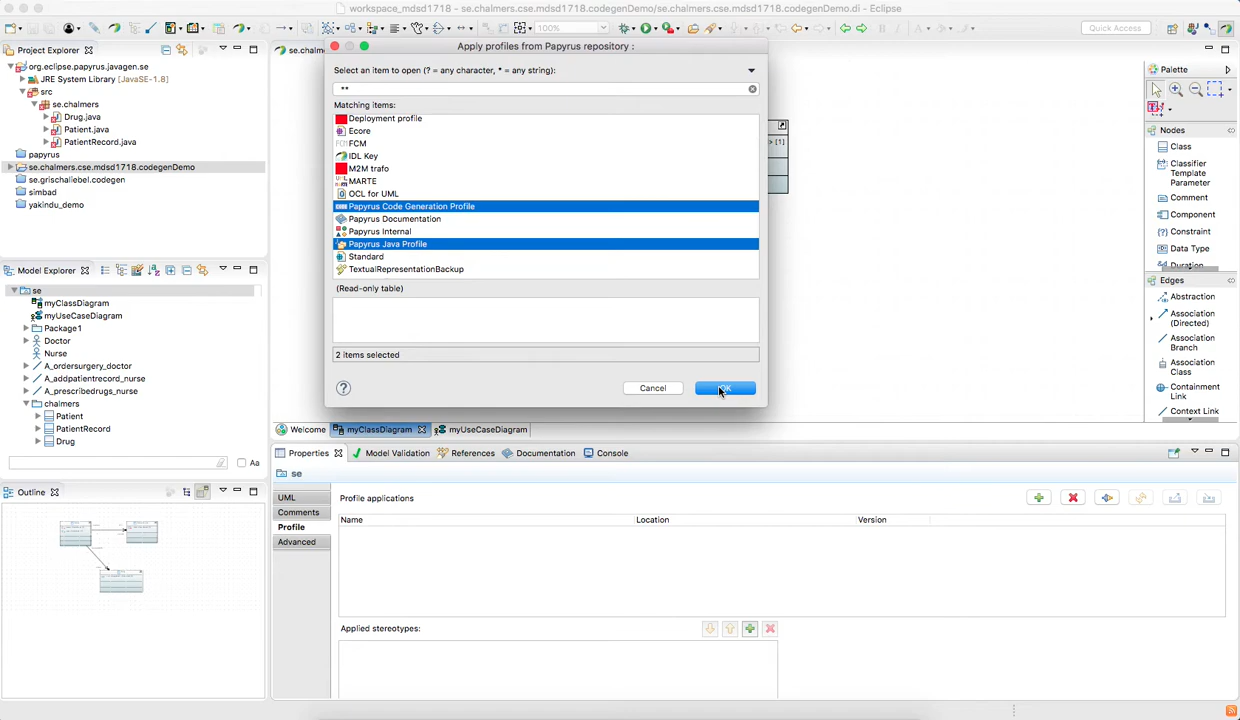 workspace_mdsd1718 - se.chalmers.cse.mdsd1718.codegenDemo/se.chalmers.cse.mdsd1718.codegenDemo.di - Eclipse
100%
Quick Access
Project Explorer
org.eclipse.papyrus.javagen.se
JRE System Library [JavaSE-1.8]
src
se.chalmers
Drug.java
Patient.java
PatientRecord.java
papyrus
se.chalmers.cse.mdsd1718.codegenDemo
se.grischaliebel.codegen
simbad
yakindu_demo
Model Explorer
se
myClassDiagram
myUseCaseDiagram
Package1
Doctor
Nurse
A_ordersurgery_doctor
A_addpatientrecord_nurse
A_prescribedrugs_nurse
chalmers
Patient
PatientRecord
Drug
Aa
Outline
se.chalm
Apply profiles from Papyrus repository :
Select an item to open (? = any character, * = any string):
**
Matching items:
Deployment profile
Ecore
FCM
FCM
IDL Key
M2M trafo
MARTE
OCL for UML
Papyrus Code Generation Profile
Papyrus Documentation
Papyrus Internal
Papyrus Java Profile
Standard
TextualRepresentationBackup
(Read-only table)
2 items selected
?
Cancel
OK
> [1]
Palette
Nodes
Class
Classifier
Template
Parameter
Comment
Component
Constraint
Data Type
Duration
Edges
Abstraction
Association
(Directed)
Association
Branch
Association
Class
Containment
Link
Context Link
Welcome
myClassDiagram
myUseCaseDiagram
Properties
Model Validation
References
Documentation
Console
se
UML
Comments
Profile
Advanced
Profile applications
Name
Location
Version
Applied stereotypes: